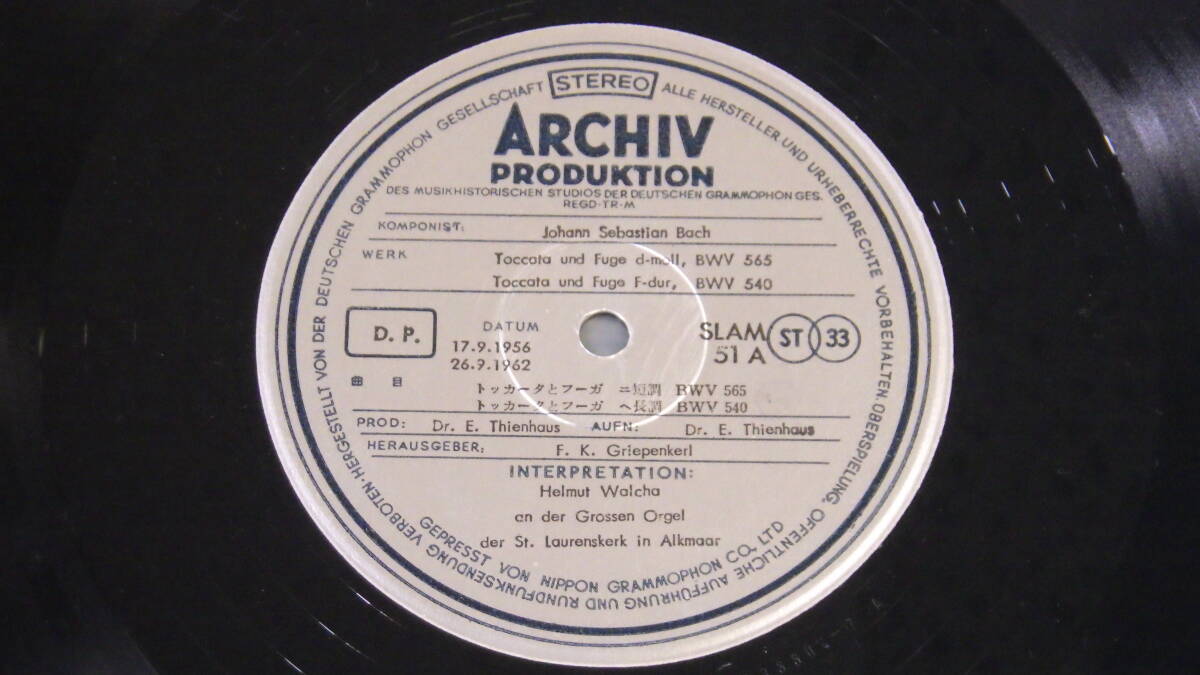 STEREO
ALLE HERSTELLER UND URHEBERRECHTE VORBEHALTEN·ÜBERSPIELUNG, ÖFFENTLICHE AUFFÜHRUNG UND RUNDFUNKSENDUNG VERBOTEN·HERGESTELLT VON DER DEUTSCHEN GRAMMOPHON GESELLSCHAFT
ARCHIV
PRODUKTION
DES MUSIKHISTORISCHEN STUDIOS DER DEUTSCHEN GRAMMOPHON GES.
REGD-TR-M
KOMPONIST: Johann Sebastian Bach
WERK Toccata und Fuge d-moll, BWV 565
Toccata und Fuge F-dur, BWV 540
D. P.
DATUM
17.9.1956
26.9.1962
SLAM
51 A
ST 33
曲目 トッカータとフーガ ニ短調 BWV 565
トッカータとフーガ ヘ長調 BWV 540
PROD: Dr. E. Thienhaus AUFN: Dr. E. Thienhaus
HERAUSGEBER: F. K. Griepenkerl
INTERPRETATION:
Helmut Walcha
an der Grossen Orgel
der St. Laurenskerk in Alkmaar
GEPRESST VON NIPPON GRAMMOPHON CO., LTD